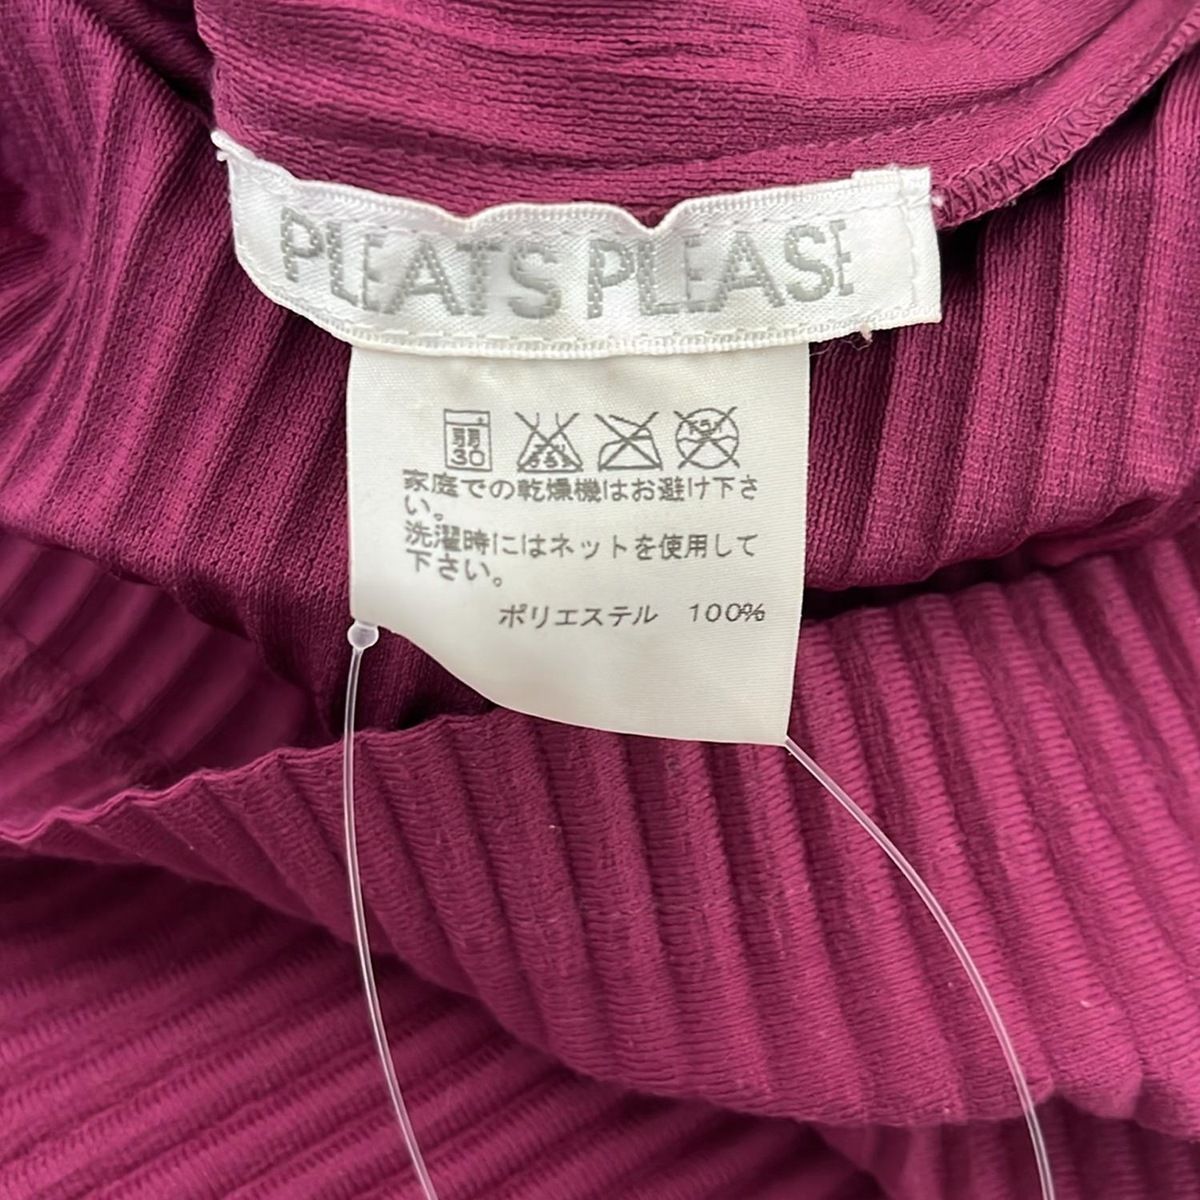 PLEATS PLEASE
弱
30
家庭での乾燥機はお避け下さ
い。
洗濯時にはネットを使用して
下さい。
ポリエステル 100%